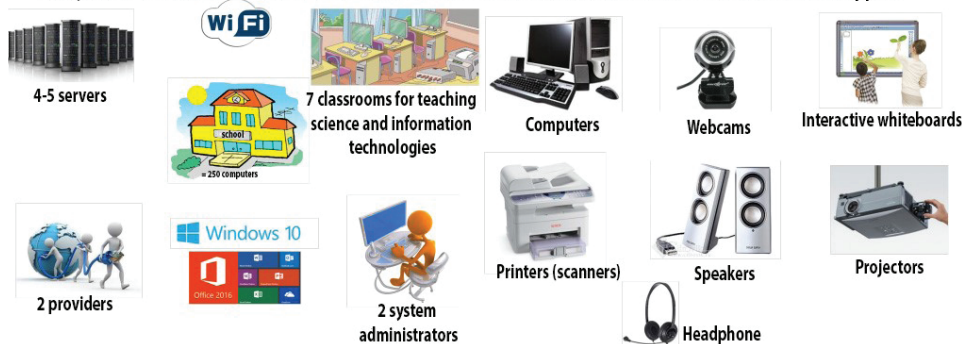 WiFi
4-5 servers
7 classrooms for teaching
science and information
technologies
Computers
Webcams
Interactive whiteboards
school
= 250 computers
2 providers
Windows 10
Office 2016
2 system
administrators
Printers (scanners)
Speakers
Projectors
Headphone